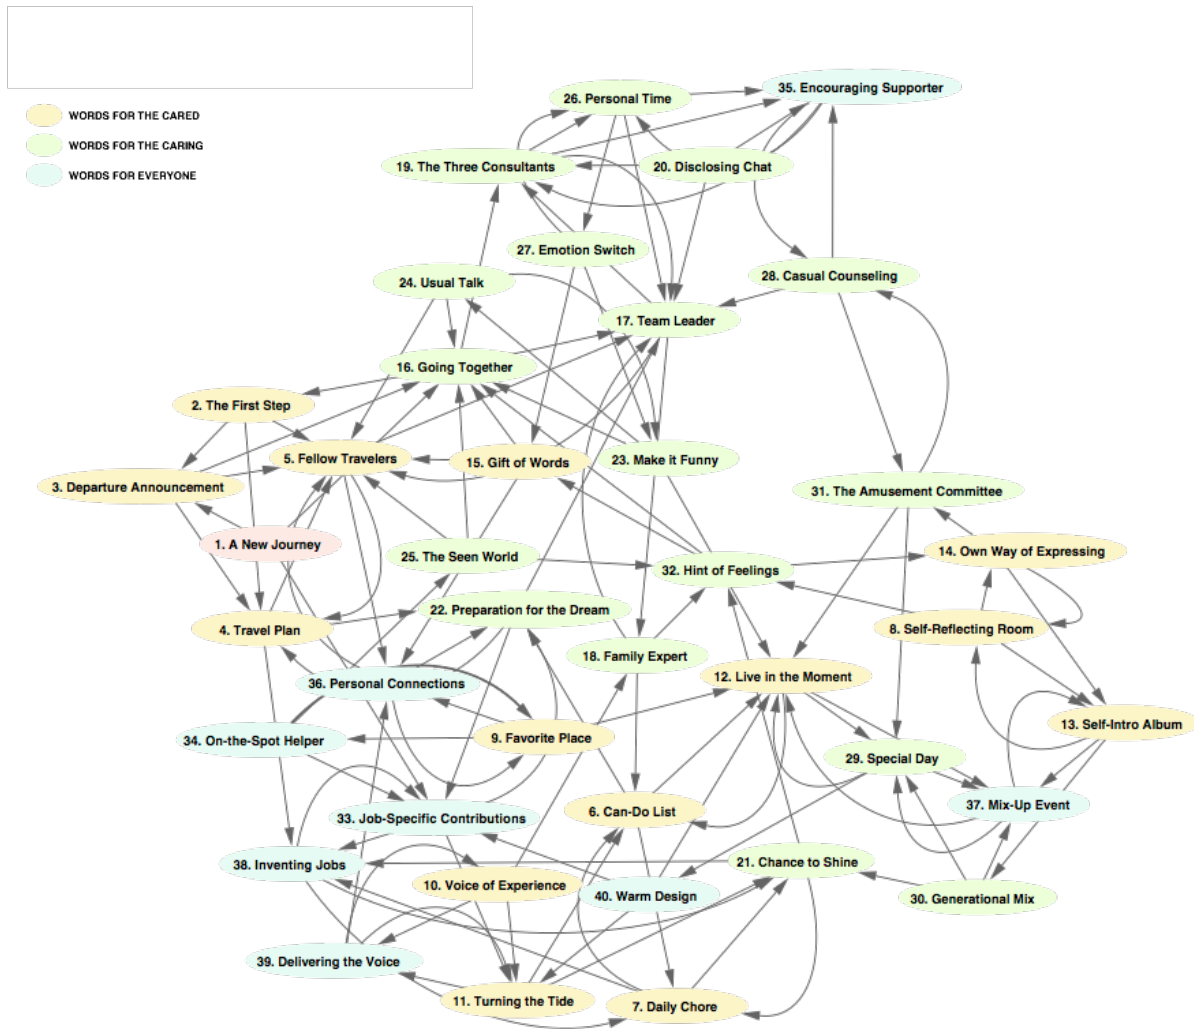 26. Personal Time
35. Encouraging Supporter
WORDS FOR THE CARED
WORDS FOR THE CARING
WORDS FOR EVERYONE
19. The Three Consultants
20. Disclosing Chat
27. Emotion Switch
24. Usual Talk
28. Casual Counseling
17. Team Leader
16. Going Together
2. The First Step
5. Fellow Travelers
15. Gift of Words
23. Make it Funny
3. Departure Announcement
31. The Amusement Committee
1. A New Journey
25. The Seen World
32. Hint of Feelings
14. Own Way of Expressing
22. Preparation for the Dream
4. Travel Plan
8. Self-Reflecting Room
18. Family Expert
36. Personal Connections
12. Live in the Moment
13. Self-Intro Album
34. On-the-Spot Helper
9. Favorite Place
29. Special Day
37. Mix-Up Event
6. Can-Do List
33. Job-Specific Contributions
38. Inventing Jobs
21. Chance to Shine
10. Voice of Experience
40. Warm Design
30. Generational Mix
39. Delivering the Voice
11. Turning the Tide
7. Daily Chore